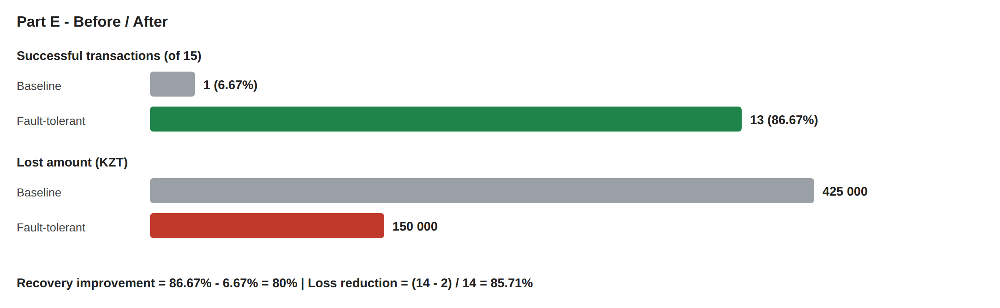 Part E - Before / After
Successful transactions (of 15)
Baseline
1 (6.67%)
Fault-tolerant
13 (86.67%)
Lost amount (KZT)
Baseline
425 000
Fault-tolerant
150 000
Recovery improvement = 86.67% - 6.67% = 80% | Loss reduction = (14 - 2) / 14 = 85.71%